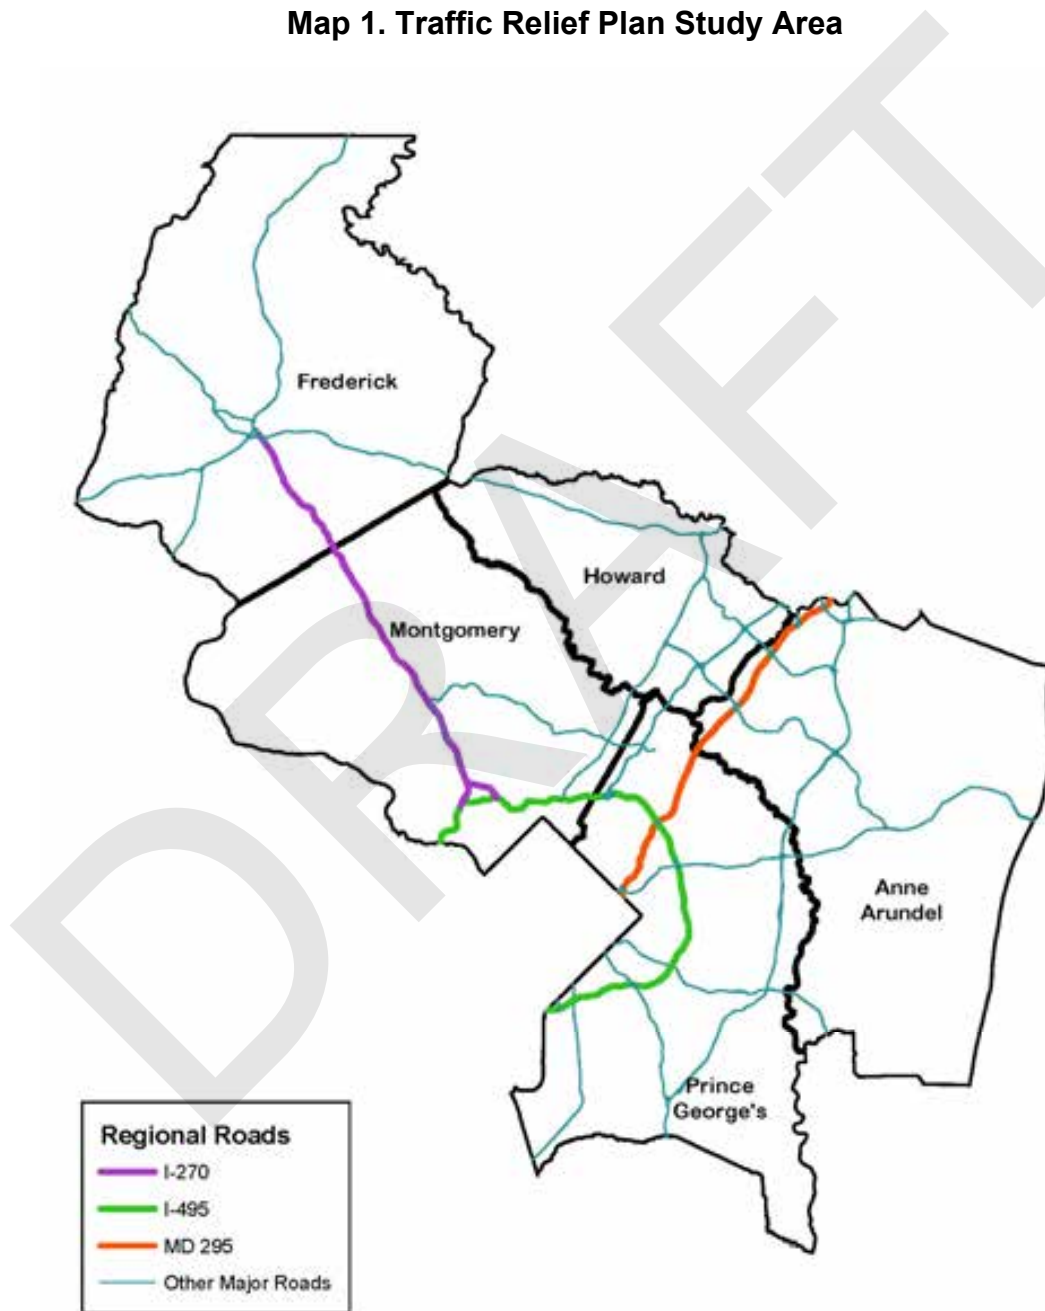 Map 1. Traffic Relief Plan Study Area
DRAFT
Frederick
Howard
Montgomery
Anne
Arundel
Prince
George's
Regional Roads
I-270
I-495
MD 295
Other Major Roads